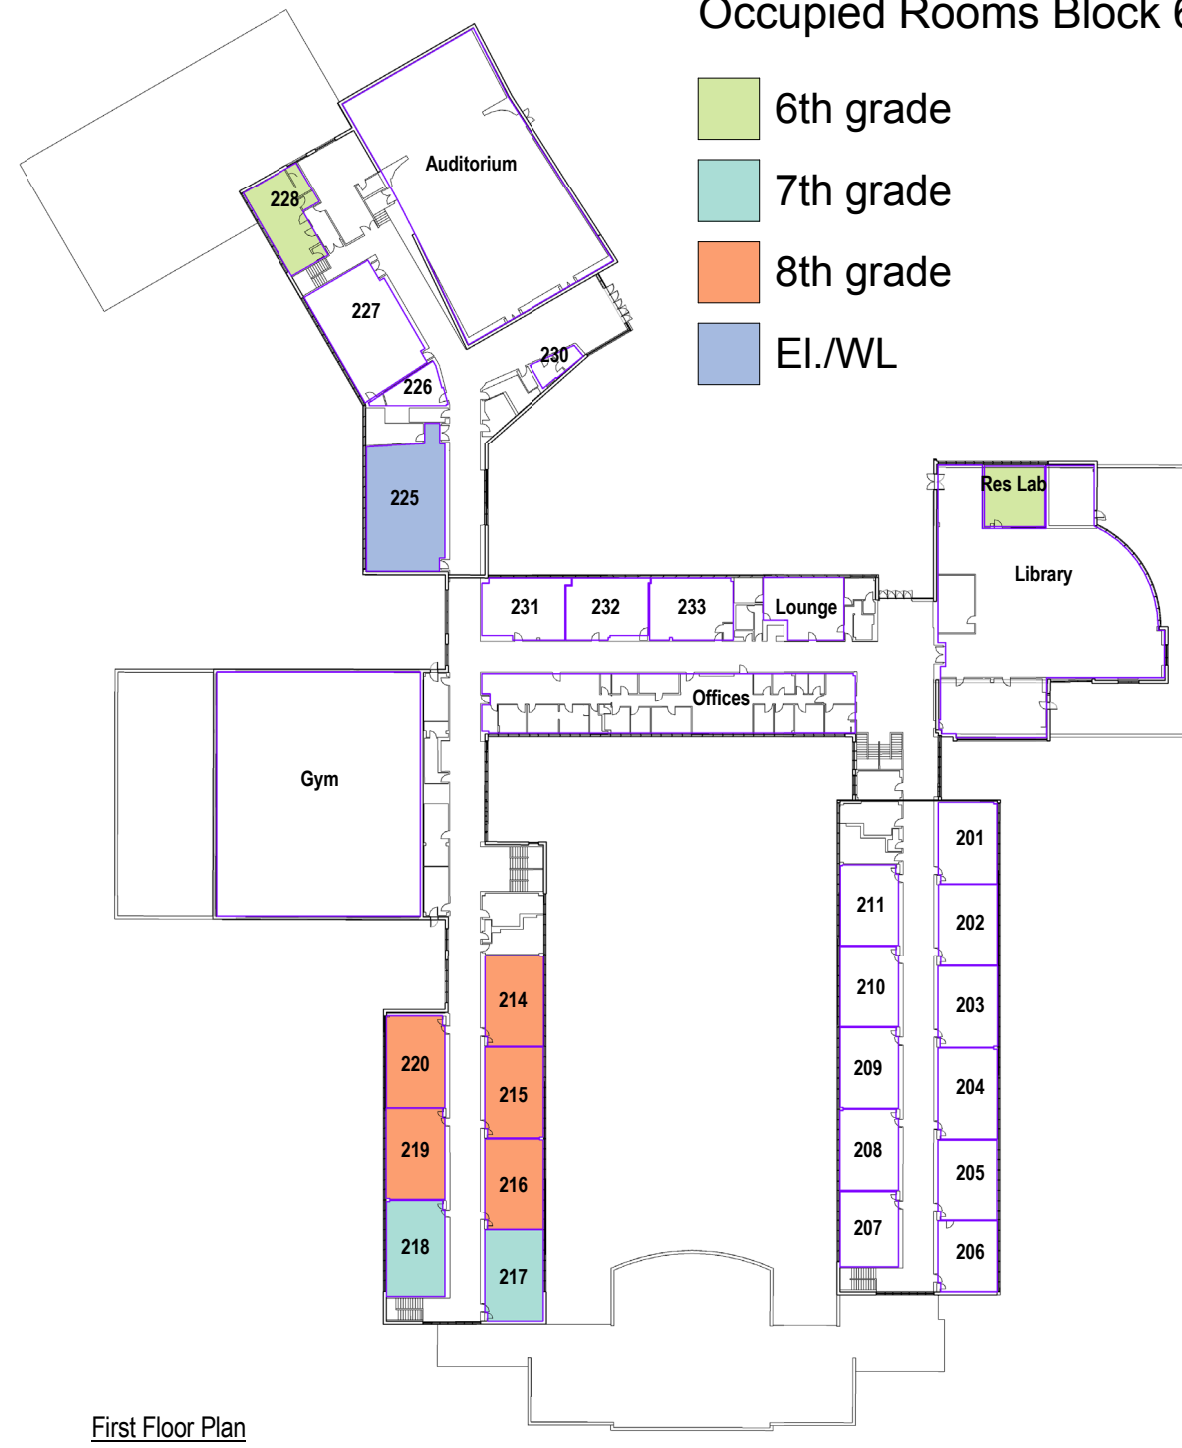 Occupied Rooms Block 6
6th grade
7th grade
8th grade
El./WL
Auditorium
228
227
230
226
225
Res Lab
Library
231
232
233
Lounge
Offices
Gym
201
211
202
210
203
214
209
204
220
215
208
219
205
216
207
218
206
217
First Floor Plan